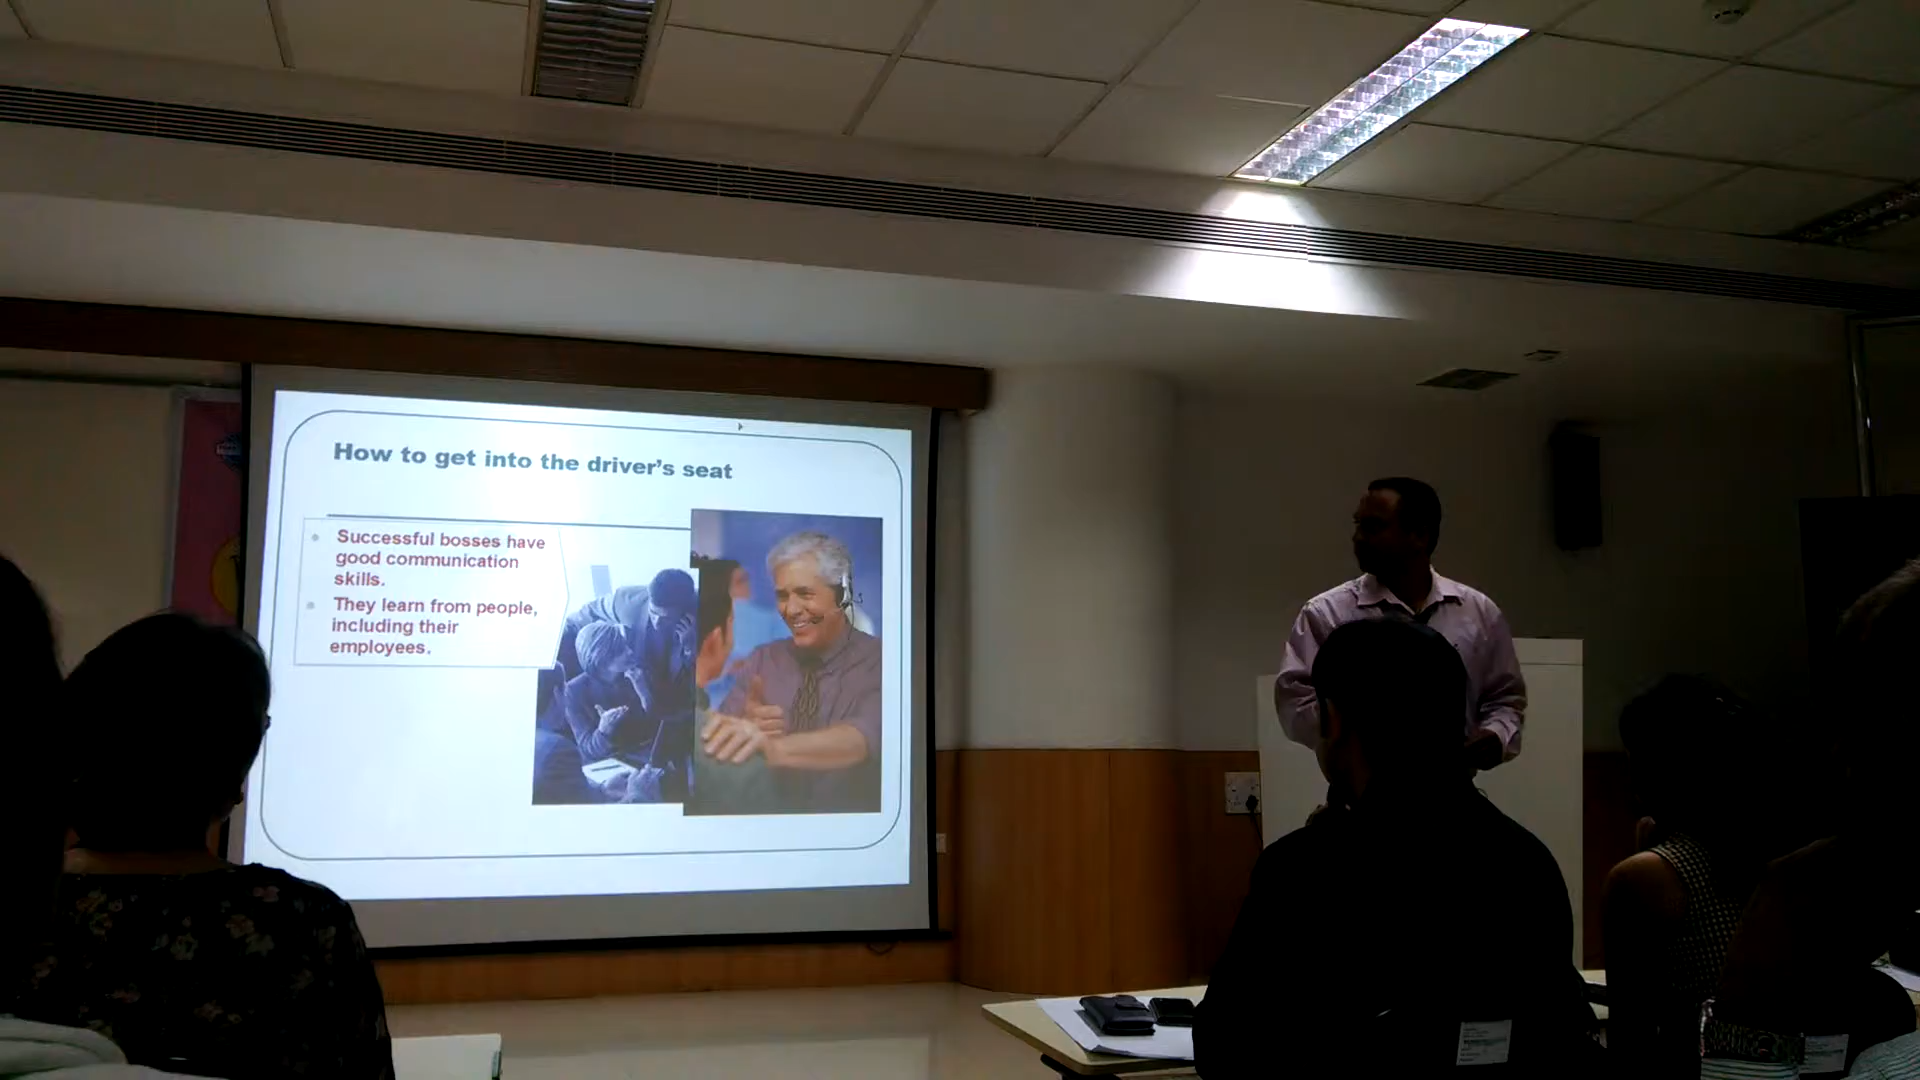 How to get into the driver's seat
Successful bosses have
good communication
skills.
They learn from people,
including their
employees.